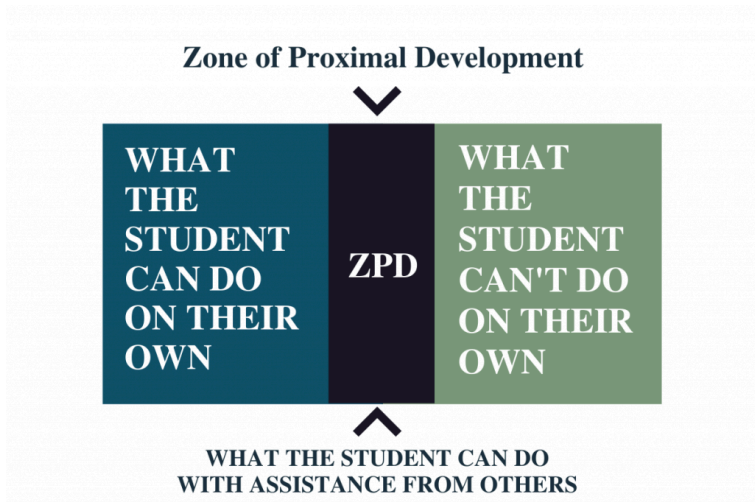 Zone of Proximal Development
WHAT
THE
STUDENT
CAN DO
ON THEIR
OWN
ZPD
WHAT
THE
STUDENT
CAN'T DO
ON THEIR
OWN
WHAT THE STUDENT CAN DO
WITH ASSISTANCE FROM OTHERS